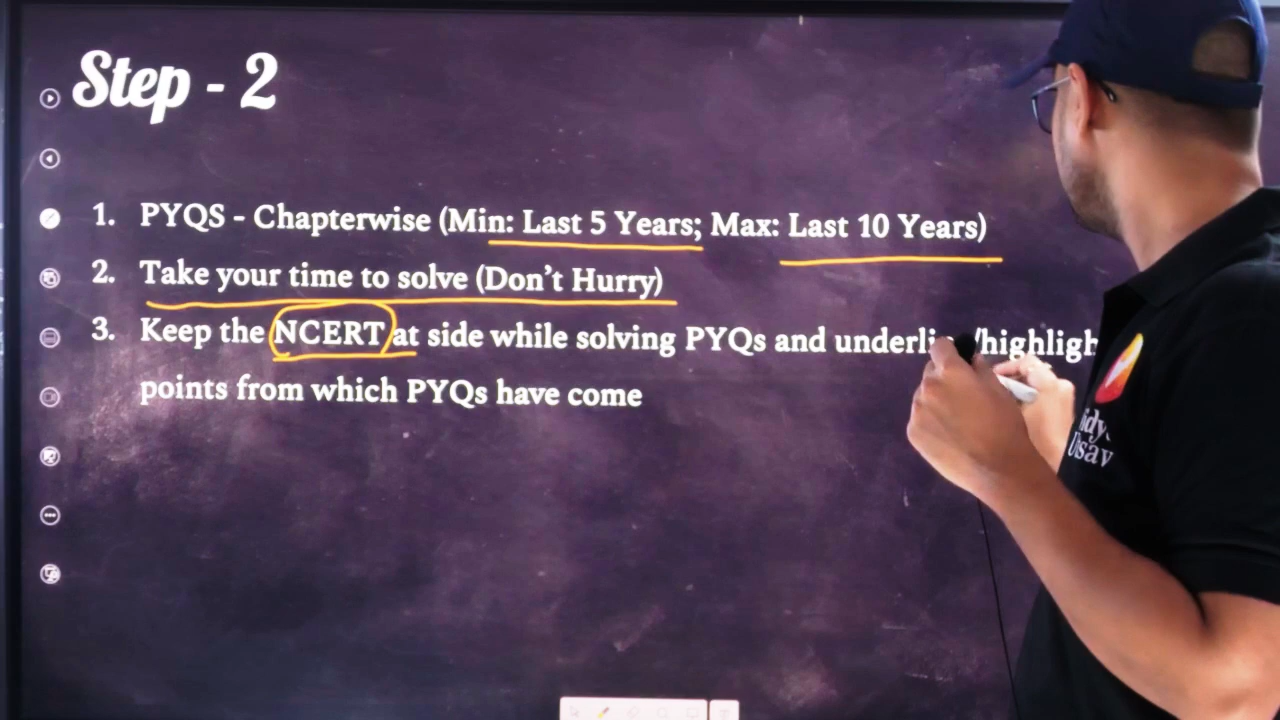 Step - 2
1. PYQS - Chapterwise (Min: Last 5 Years; Max: Last 10 Years)
2. Take your time to solve (Don't Hurry)
3. Keep the NCERT at side while solving PYQs and
points from which PYQs have come